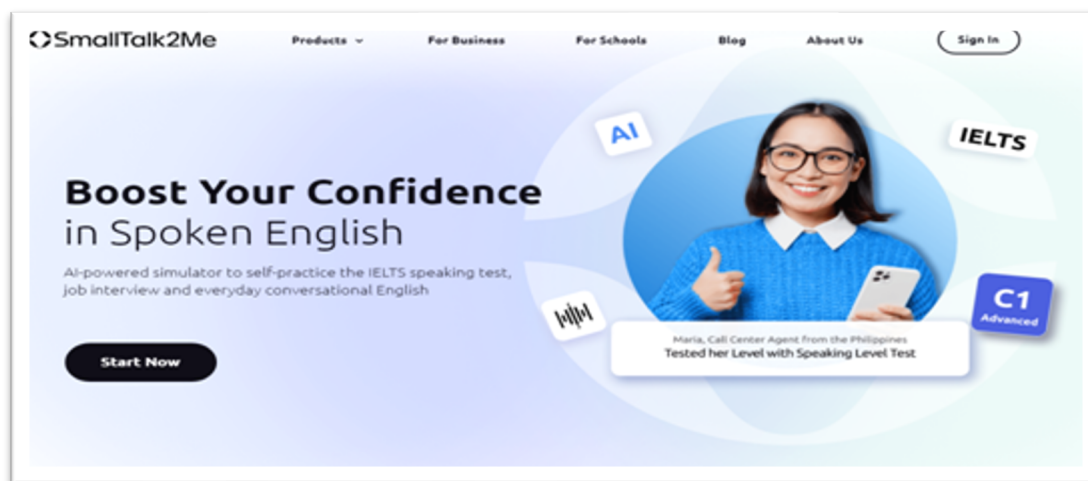 SmallTalk2Me
Products
For Business
For Schools
Blog
About Us
Sign In
Boost Your Confidence
in Spoken English
AI-powered simulator to self-practice the IELTS speaking test,
job interview and everyday conversational English
Start Now
AI
IELTS
C1
Advanced
Maria, Call Center Agent from the Philippines
Tested her Level with Speaking Level Test